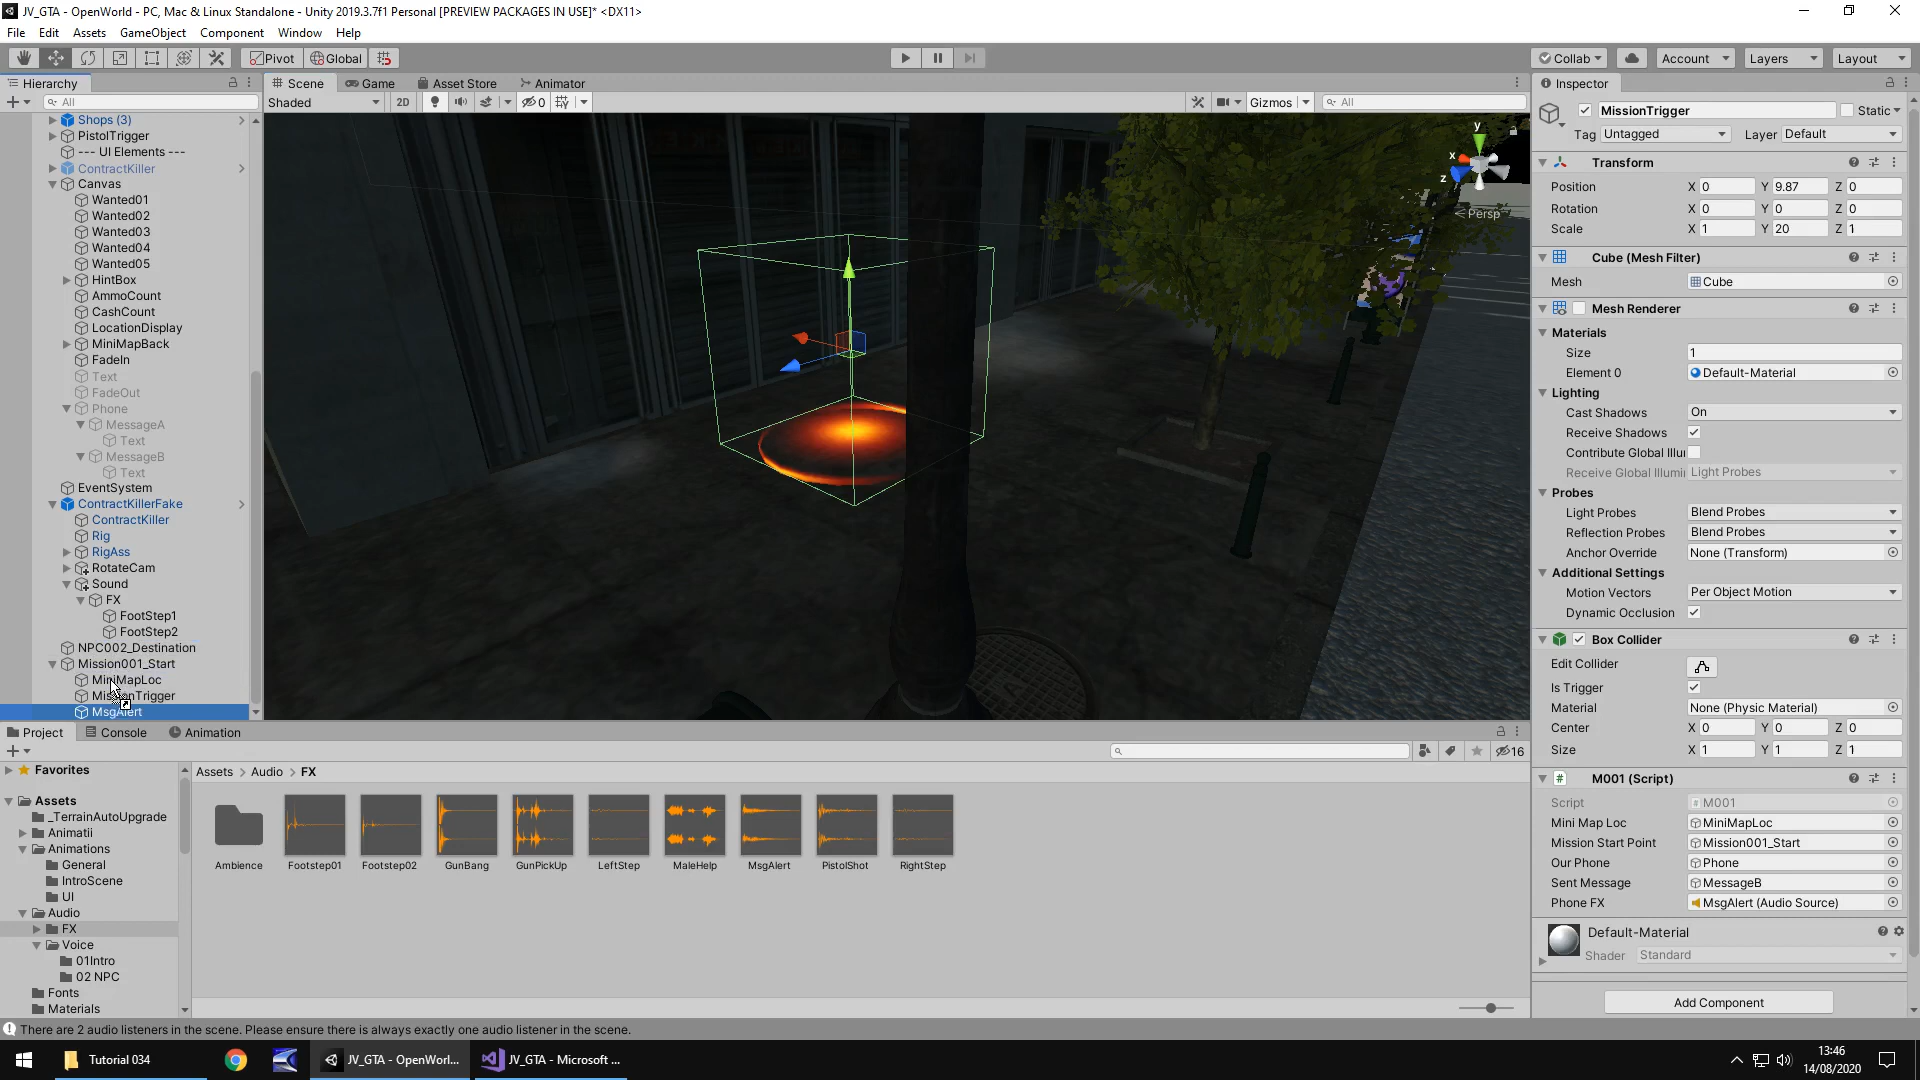 JV_GTA - OpenWorld - PC, Mac & Linux Standalone - Unity 2019.3.7f1 Personal [PREVIEW PACKAGES IN USE]* <DX11>
File Edit Assets GameObject Component Window Help
Pivot Global Collab Account Layers Layout
Hierarchy Scene Game Asset Store Animator Inspector
All Shaded 2D 0 Gizmos All
Shops (3)
PistolTrigger
--- UI Elements ---
ContractKiller
Canvas
Wanted01
Wanted02
Wanted03
Wanted04
Wanted05
HintBox
AmmoCount
CashCount
LocationDisplay
MiniMapBack
FadeIn
Text
FadeOut
Phone
MessageA
Text
MessageB
Text
EventSystem
ContractKillerFake
ContractKiller
Rig
RigAss
RotateCam
Sound
FX
FootStep1
FootStep2
NPC002_Destination
Mission001_Start
MiniMapLoc
MissionTrigger
MsgAlert
y
x
z
Persp
MissionTrigger Static
Tag Untagged Layer Default
Transform
Position X 0 Y 9.87 Z 0
Rotation X 0 Y 0 Z 0
Scale X 1 Y 20 Z 1
Cube (Mesh Filter)
Mesh Cube
Mesh Renderer
Materials
Size 1
Element 0 Default-Material
Lighting
Cast Shadows On
Receive Shadows
Contribute Global Illu
Receive Global Illumi Light Probes
Probes
Light Probes Blend Probes
Reflection Probes Blend Probes
Anchor Override None (Transform)
Additional Settings
Motion Vectors Per Object Motion
Dynamic Occlusion
Box Collider
Edit Collider
Is Trigger
Material None (Physic Material)
Center X 0 Y 0 Z 0
Size X 1 Y 1 Z 1
M001 (Script)
Script M001
Mini Map Loc MiniMapLoc
Mission Start Point Mission001_Start
Our Phone Phone
Sent Message MessageB
Phone FX MsgAlert (Audio Source)
Default-Material
Shader Standard
Add Component
Project Console Animation
16
Favorites
Assets
_TerrainAutoUpgrade
Animatii
Animations
General
IntroScene
UI
Audio
FX
Voice
01Intro
02 NPC
Fonts
Materials
Assets > Audio > FX
Ambience Footstep01 Footstep02 GunBang GunPickUp LeftStep MaleHelp MsgAlert PistolShot RightStep
There are 2 audio listeners in the scene. Please ensure there is always exactly one audio listener in the scene.
Tutorial 034 JV_GTA - OpenWorl... JV_GTA - Microsoft ...
13:46
14/08/2020